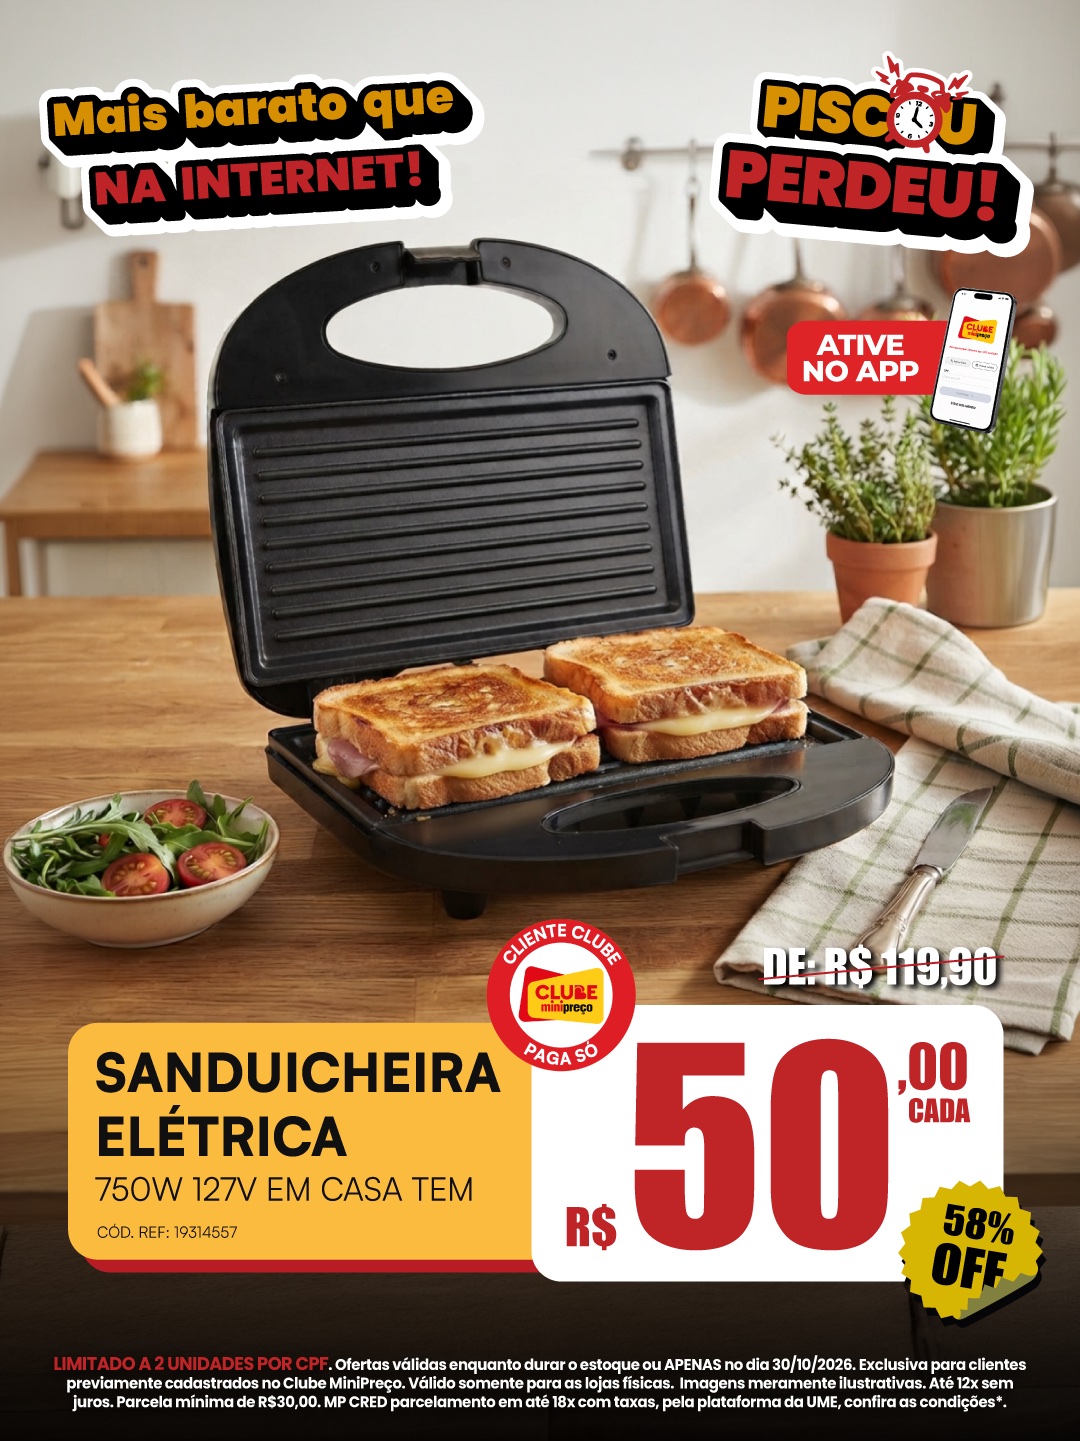 Mais barato que
NA INTERNET!
PISCOU
PERDEU!
ATIVE
NO APP
CLUBE
minipreço
DE: R$ 119,90
CLIENTE CLUBE
CLUBE
minipreço
PAGA SÓ
SANDUICHEIRA
ELÉTRICA
750W 127V EM CASA TEM
CÓD. REF: 19314557
R$ 50,00
CADA
58%
OFF
LIMITADO A 2 UNIDADES POR CPF. Ofertas válidas enquanto durar o estoque ou APENAS no dia 30/10/2026. Exclusiva para clientes
previamente cadastrados no Clube MiniPreço. Válido somente para as lojas físicas. Imagens meramente ilustrativas. Até 12x sem
juros. Parcela mínima de R$30,00. MP CRED parcelamento em até 18x com taxas, pela plataforma da UME, confira as condições*.